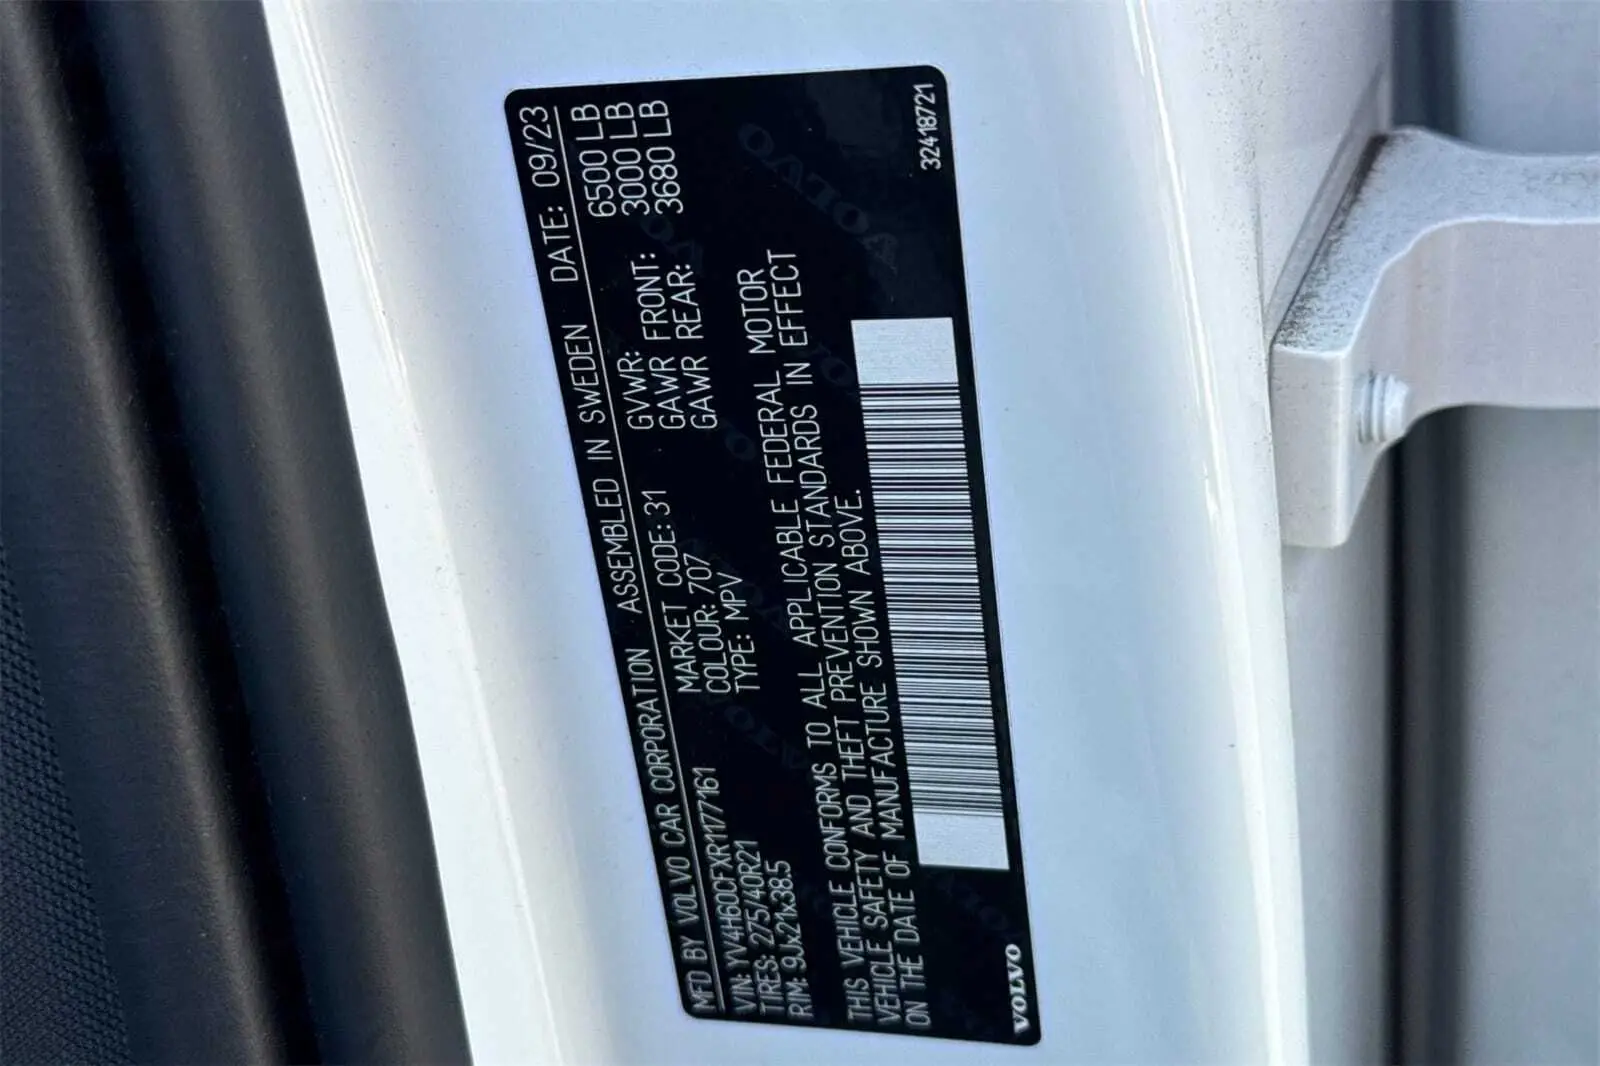 MFD BY VOLVO CAR CORPORATION ASSEMBLED IN SWEDEN DATE: 09/23
VIN: YV4H60CFXR1177161 MARKET CODE: 31 GVWR: 6500 LB
TIRES: 275/40R21 COLOUR: 707 GAWR FRONT: 3000 LB
RIM: 9Jx21x38.5 TYPE: MPV GAWR REAR: 3680 LB
THIS VEHICLE CONFORMS TO ALL APPLICABLE FEDERAL MOTOR
VEHICLE SAFETY AND THEFT PREVENTION STANDARDS IN EFFECT
ON THE DATE OF MANUFACTURE SHOWN ABOVE.
VOLVO 32418721